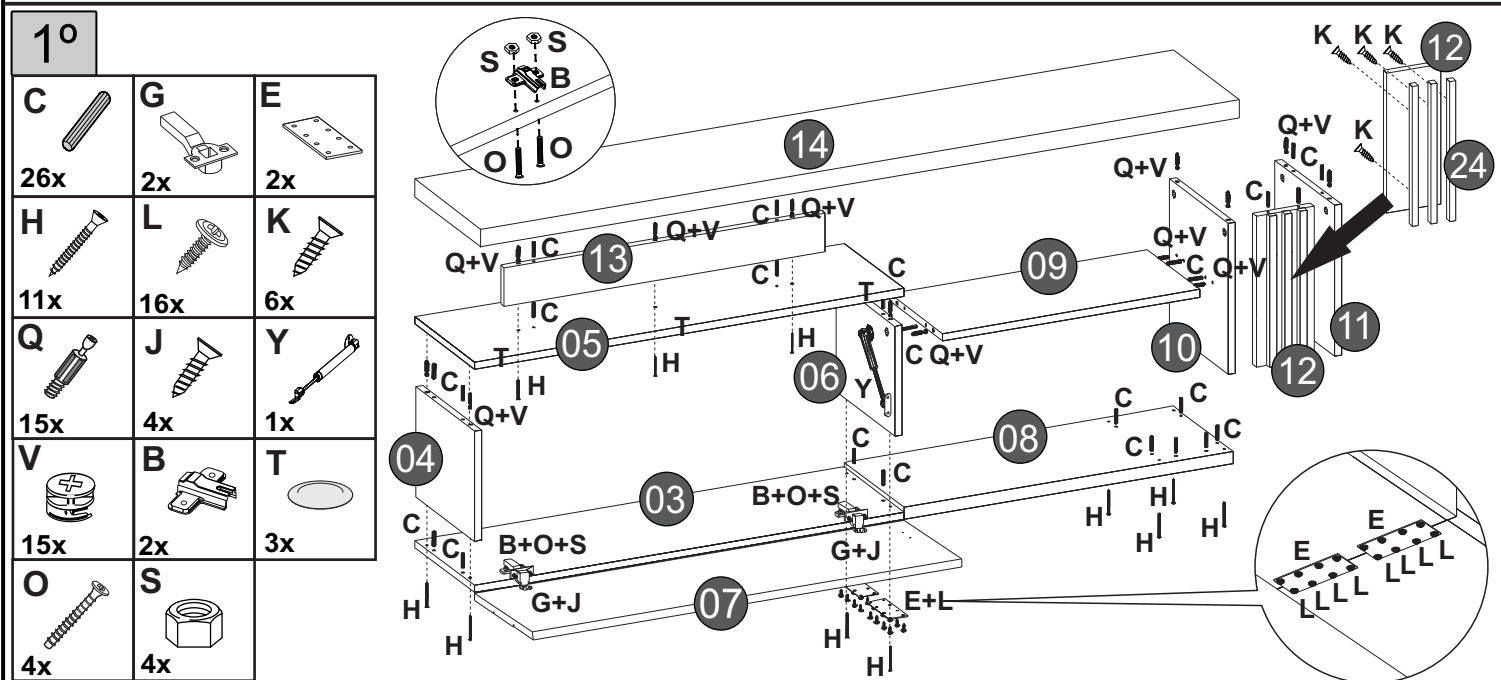 1º
C G E
26x 2x 2x
H L K
11x 16x 6x
Q J Y
15x 4x 1x
V B T
15x 2x 3x
O S
4x 4x
S
S
B
O O
14
K K K
12
K
24
Q+V
C
Q+V
C
11
12
10
Q+V
C
Q+V
C Q+V
Q+V
C
Q+V
C
13
C
C
05
T
T
T
H
H
H
C
09
C
Q+V
06
Y
C
Q+V
04
03
08
C
C
C
C
C
C
C
C
B+O+S
G+J
B+O+S
G+J
07
E+L
H
H
H
H
H
H
H
H
E
E
L L L L
L L L L